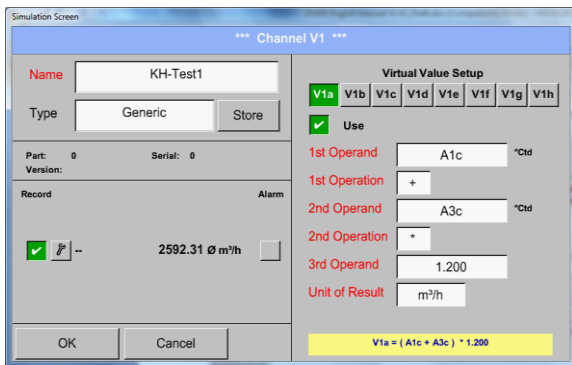 Simulation Screen
*** Channel V1 ***
Name KH-Test1
Type Generic Store
Part: 0 Serial: 0
Version:
Record Alarm
-- 2592.31 Ø m³/h
OK Cancel
Virtual Value Setup
V1a V1b V1c V1d V1e V1f V1g V1h
Use
1st Operand A1c °Ctd
1st Operation +
2nd Operand A3c °Ctd
2nd Operation *
3rd Operand 1.200
Unit of Result m³/h
V1a = ( A1c + A3c ) * 1.200